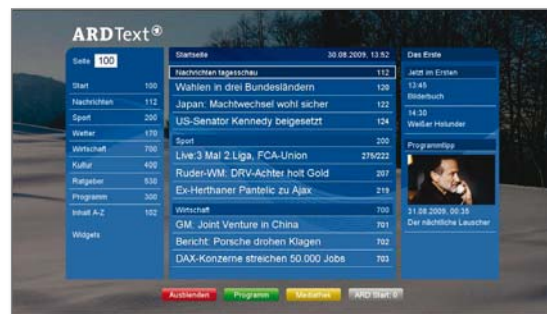 ARDText
Seite 100
Start 100
Nachrichten 112
Sport 200
Wetter 170
Wirtschaft 700
Kultur 400
Ratgeber 530
Programm 300
Inhalt A-Z 102
Widgets
Startseite 30.08.2009, 13:52
Nachrichten tagesschau 112
Wahlen in drei Bundesländern 120
Japan: Machtwechsel wohl sicher 122
US-Senator Kennedy beigesetzt 124
Sport 200
Live:3 Mal 2.Liga, FCA-Union 275/222
Ruder-WM: DRV-Achter holt Gold 207
Ex-Herthaner Pantelic zu Ajax 219
Wirtschaft 700
GM: Joint Venture in China 701
Bericht: Porsche drohen Klagen 702
DAX-Konzerne streichen 50.000 Jobs 703
Das Erste
Jetzt im Ersten
13:45
Bilderbuch
14:30
Weißer Holunder
Programmtipp
31.08.2009, 00:35
Der nächtliche Lauscher
Ausblenden Programm Mediathek ARD Start: 0